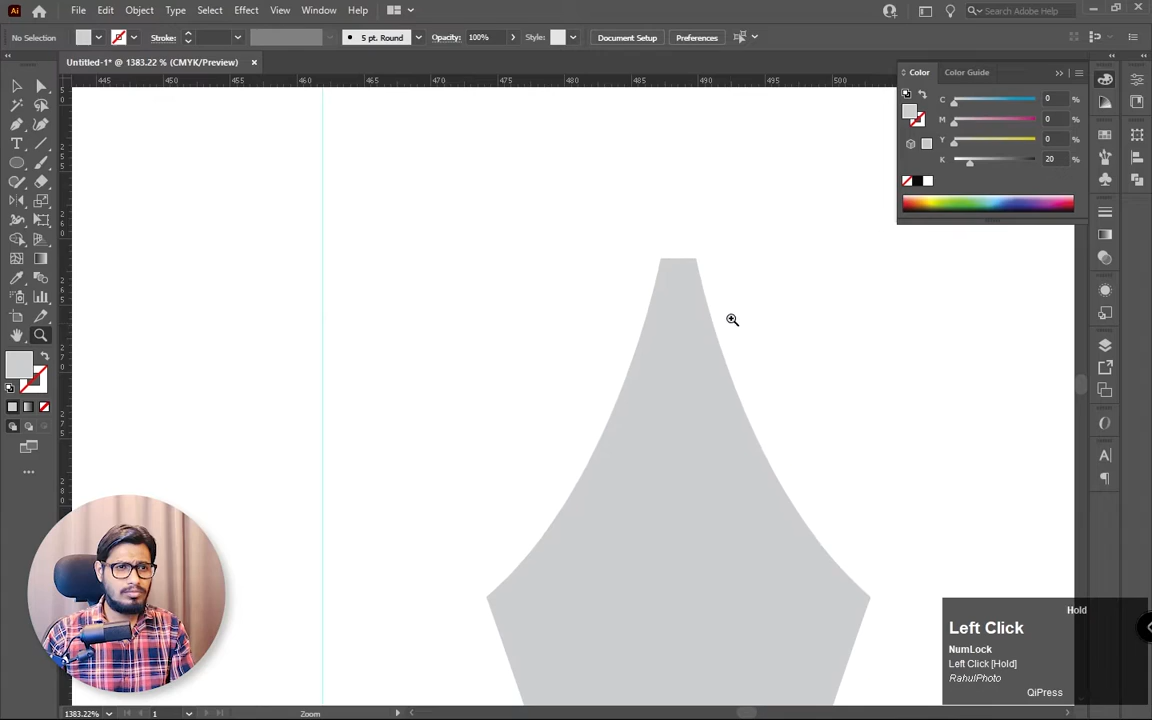 Ai File Edit Object Type Select Effect View Window Help Search Adobe Help
No Selection Stroke: 5 pt. Round Opacity: 100% Style: Document Setup Preferences
Untitled-1* @ 1383.22 % (CMYK/Preview) ×
445 450 460 465 470 475 480 485 490 495 500
Color Color Guide
C 0 %
M 0 %
Y 0 %
K 20 %
Hold
Left Click
NumLock
Left Click [Hold]
RahulPhoto
QiPress
1383.22% 1 Zoom